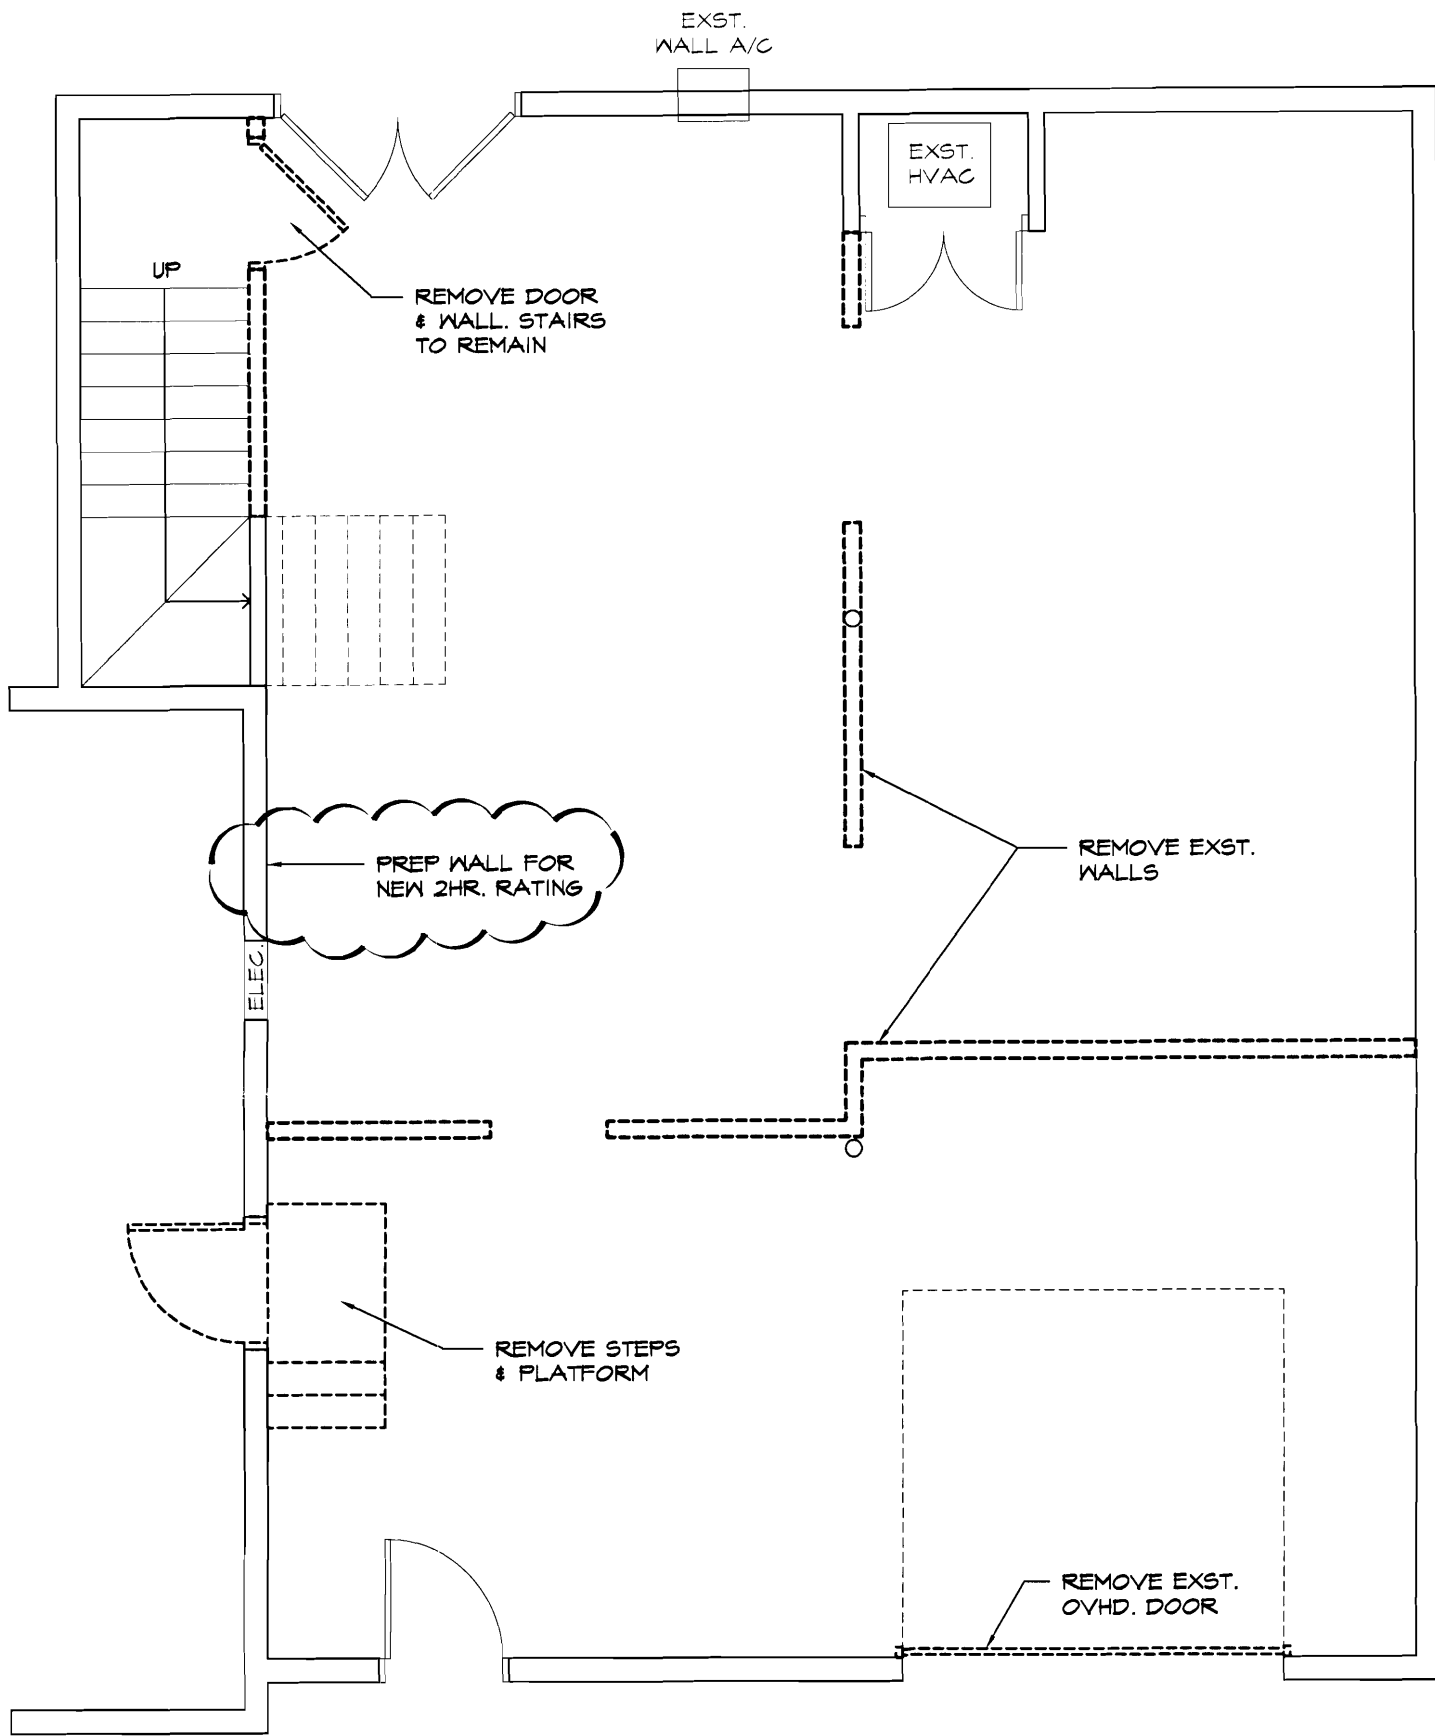 EXST.
WALL A/C
EXST.
HVAC
UP
REMOVE DOOR
& WALL. STAIRS
TO REMAIN
PREP WALL FOR
NEW 2HR. RATING
REMOVE EXST.
WALLS
ELEC.
REMOVE STEPS
& PLATFORM
REMOVE EXST.
OVHD. DOOR